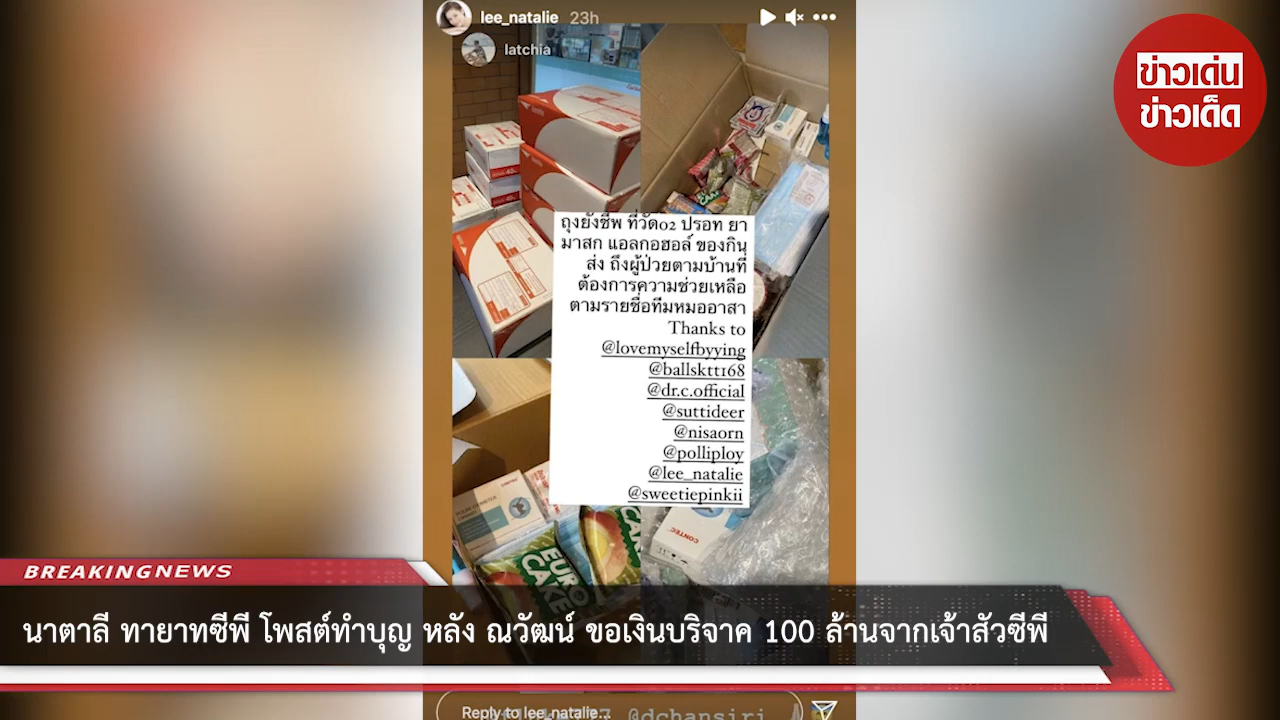 lee_natalie 23h
latchia
ข่าวเด่น
ข่าวเด็ด
ถุงยังชีพ ที่วัดo2 ปรอท ยา
มาสก แอลกอฮอล์ ของกิน
ส่ง ถึงผู้ป่วยตามบ้านที่
ต้องการความช่วยเหลือ
ตามรายชื่อทีมหมออาสา
Thanks to
@lovemyselfbyying
@ballsktt168
@dr.c.official
@suttideer
@nisaorn
@polliploy
@lee_natalie
@sweetiepinkii
CONTEC
EURO
CAKE
BREAKING NEWS
นาตาลี ทายาทซีพี โพสต์ทำบุญ หลัง ณวัฒน์ ขอเงินบริจาค 100 ล้านจากเจ้าสัวซีพี
Reply to lee_natalie...
@dchansiri